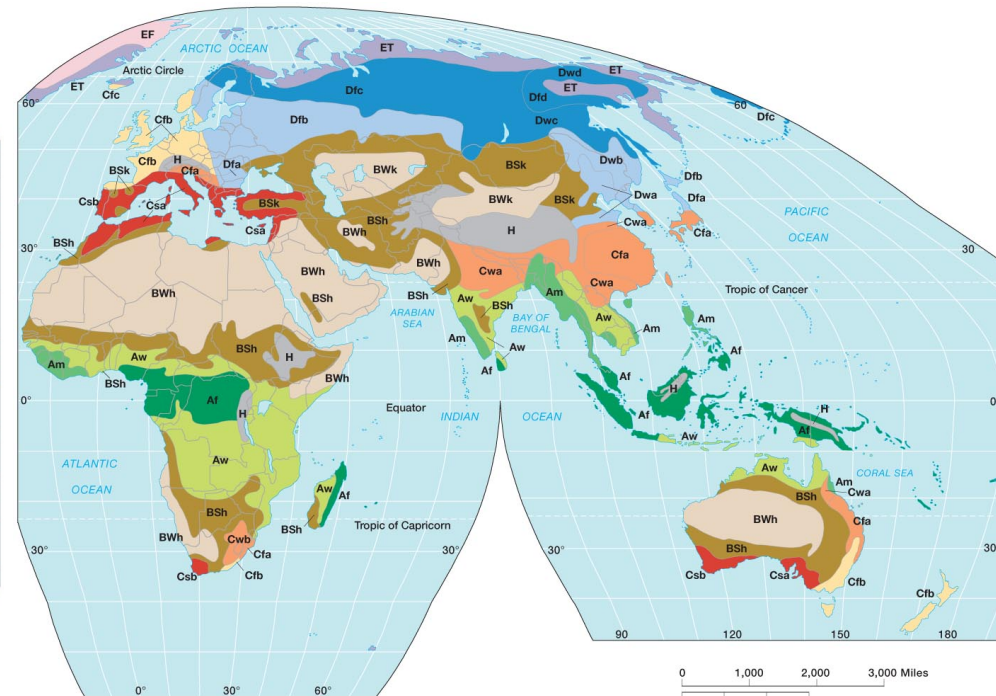 EF
ARCTIC OCEAN
ET
Arctic Circle
ET
Cfc
60°
Dwd
ET
ET
Dfd
Dfc
60
Dfc
Cfb
Dfb
Dwc
Cfb
H
Dfa
Cfa
BSk
BSk
Dwb
Dfb
BWk
Dwa
Dfa
Csb
Csa
BSk
BWk
BSk
Cwa
PACIFIC
OCEAN
Csa
BSh
BWh
H
Cfa
Cfa
30°
BSh
30
BWh
BWh
BWh
Cwa
Cwa
BSh
BSh
Tropic of Cancer
Aw
BSh
Am
Aw
ARABIAN
SEA
BAY OF
BENGAL
Am
Am
Am
Aw
Aw
BSh
H
Af
Af
Am
BSh
BWh
Af
Af
H
H
0°
Af
H
Equator
INDIAN
OCEAN
Af
Af
0
Aw
Aw
ATLANTIC
OCEAN
Aw
Af
Aw
Am
Cwa
CORAL SEA
BSh
BSh
BSh
Tropic of Capricorn
BWh
Cfa
BWh
Cwb
Cfa
30°
30°
30°
BSh
30
Csb
Cfb
Csb
Csa
Cfb
Cfb
90
120
150
180
0
1,000
2,000
3,000 Miles
0°
30°
60°